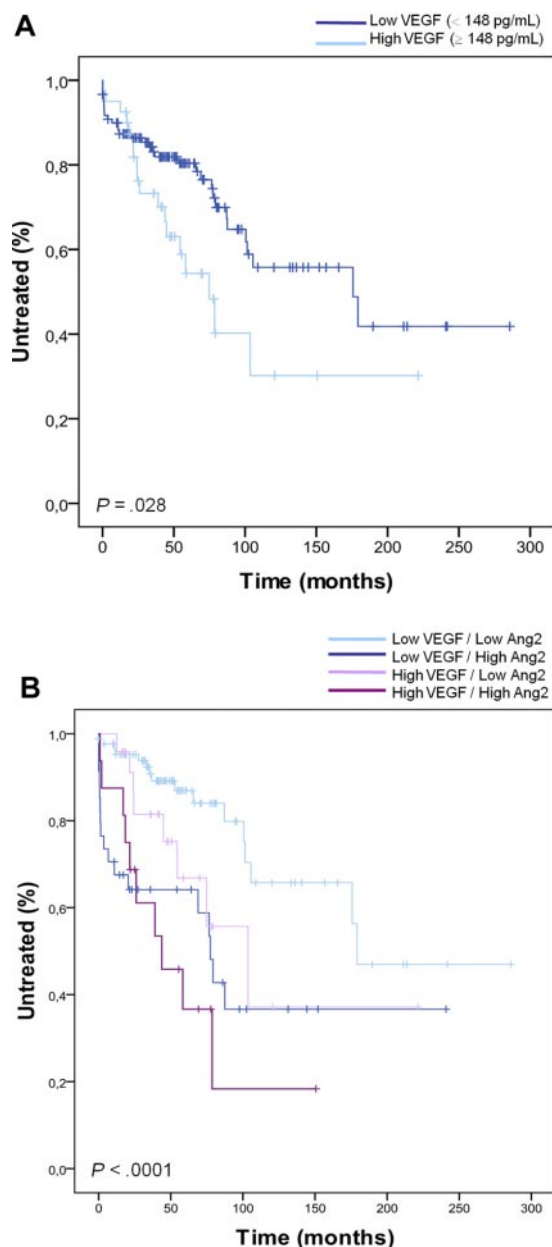 A
Low VEGF (< 148 pg/mL)
High VEGF (≥ 148 pg/mL)
Untreated (%)
1,0
0,8
0,6
0,4
0,2
0,0
P = .028
0 50 100 150 200 250 300
Time (months)
B
Low VEGF / Low Ang2
Low VEGF / High Ang2
High VEGF / Low Ang2
High VEGF / High Ang2
Untreated (%)
1,0
0,8
0,6
0,4
0,2
0,0
P < .0001
0 50 100 150 200 250 300
Time (months)